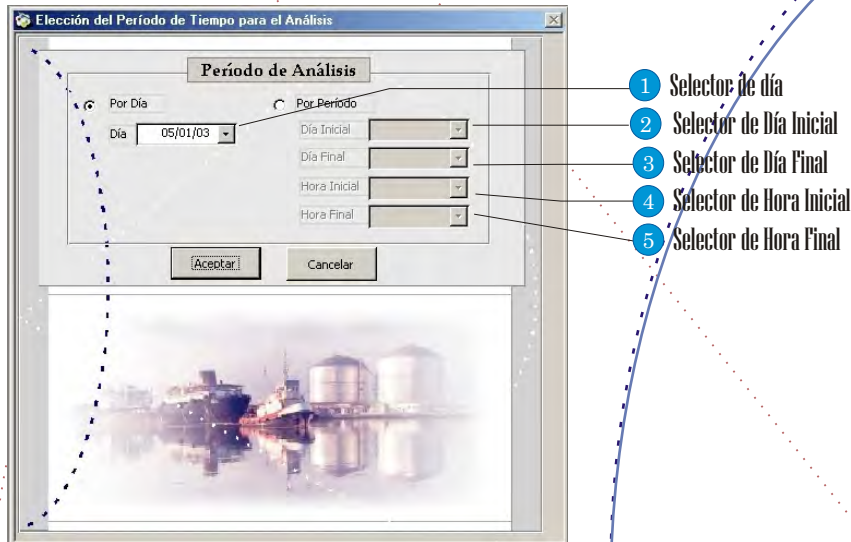 Elección del Período de Tiempo para el Análisis
Período de Análisis
Por Día
Día 05/01/03
Por Período
Día Inicial
Día Final
Hora Inicial
Hora Final
Aceptar
Cancelar
1 Selector de día
2 Selector de Día Inicial
3 Selector de Día Final
4 Selector de Hora Inicial
5 Selector de Hora Final